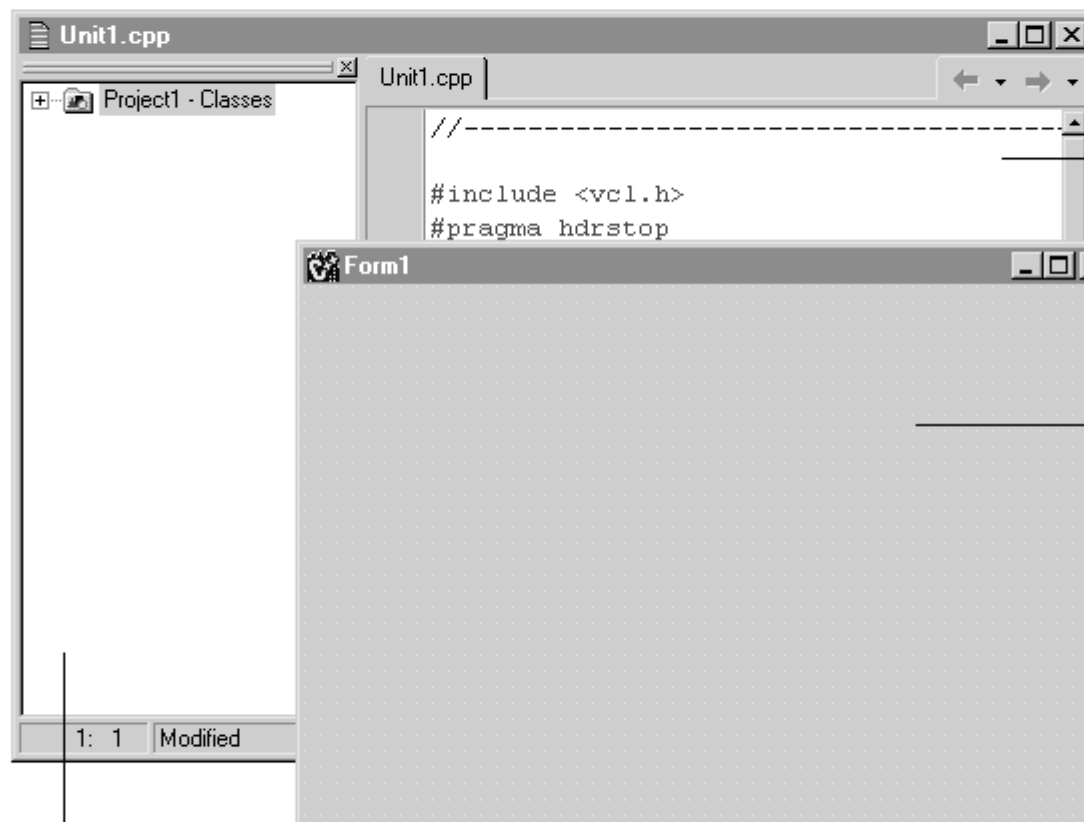 Unit1.cpp
Project1 - Classes
Unit1.cpp
//--------------------------------------
#include <vcl.h>
#pragma hdrstop
Form1
1: 1 Modified